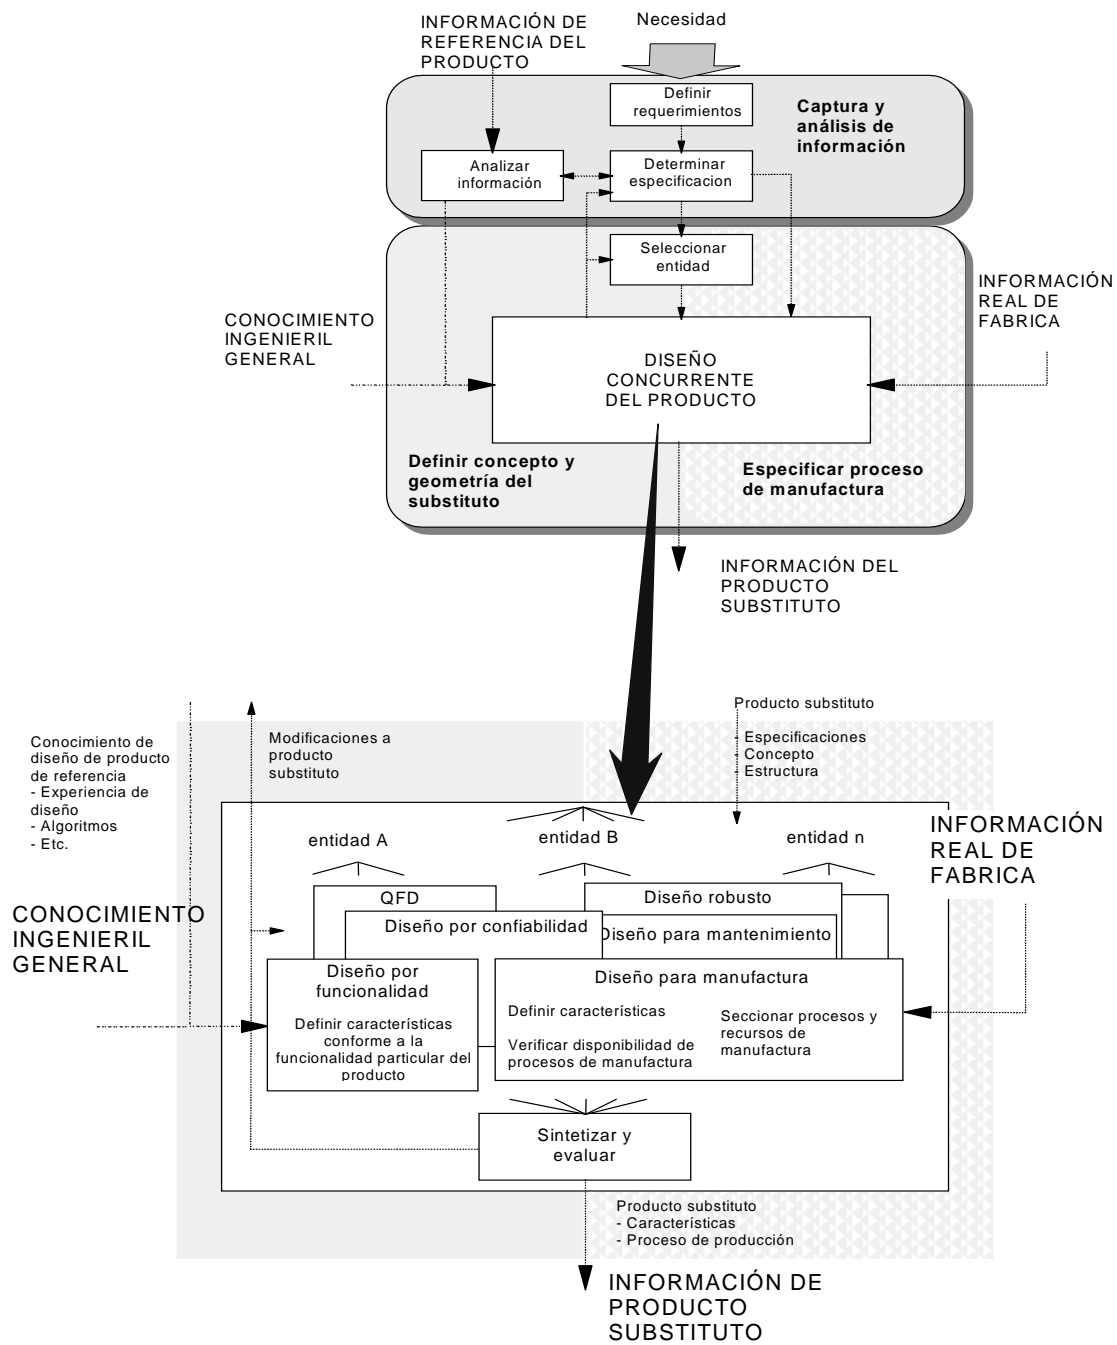 INFORMACIÓN DE
REFERENCIA DEL
PRODUCTO
Necesidad
Definir
requerimientos
Captura y
análisis de
información
Analizar
información
Determinar
especificacion
Seleccionar
entidad
CONOCIMIENTO
INGENIERIL
GENERAL
INFORMACIÓN
REAL DE
FABRICA
DISEÑO
CONCURRENTE
DEL PRODUCTO
Definir concepto y
geometría del
substituto
Especificar proceso
de manufactura
INFORMACIÓN DEL
PRODUCTO
SUBSTITUTO
Conocimiento de
diseño de producto
de referencia
- Experiencia de
diseño
- Algoritmos
- Etc.
Modificaciones a
producto
substituto
Producto substituto
- Especificaciones
- Concepto
- Estructura
entidad A
entidad B
entidad n
INFORMACIÓN
REAL DE
FABRICA
CONOCIMIENTO
INGENIERIL
GENERAL
QFD
Diseño por confiabilidad
Diseño robusto
Diseño para mantenimiento
Diseño por
funcionalidad
Definir características
conforme a la
funcionalidad particular del
producto
Diseño para manufactura
Definir características
Verificar disponibilidad de
procesos de manufactura
Seccionar procesos y
recursos de
manufactura
Sintetizar y
evaluar
Producto substituto
- Características
- Proceso de producción
INFORMACIÓN DE
PRODUCTO
SUBSTITUTO